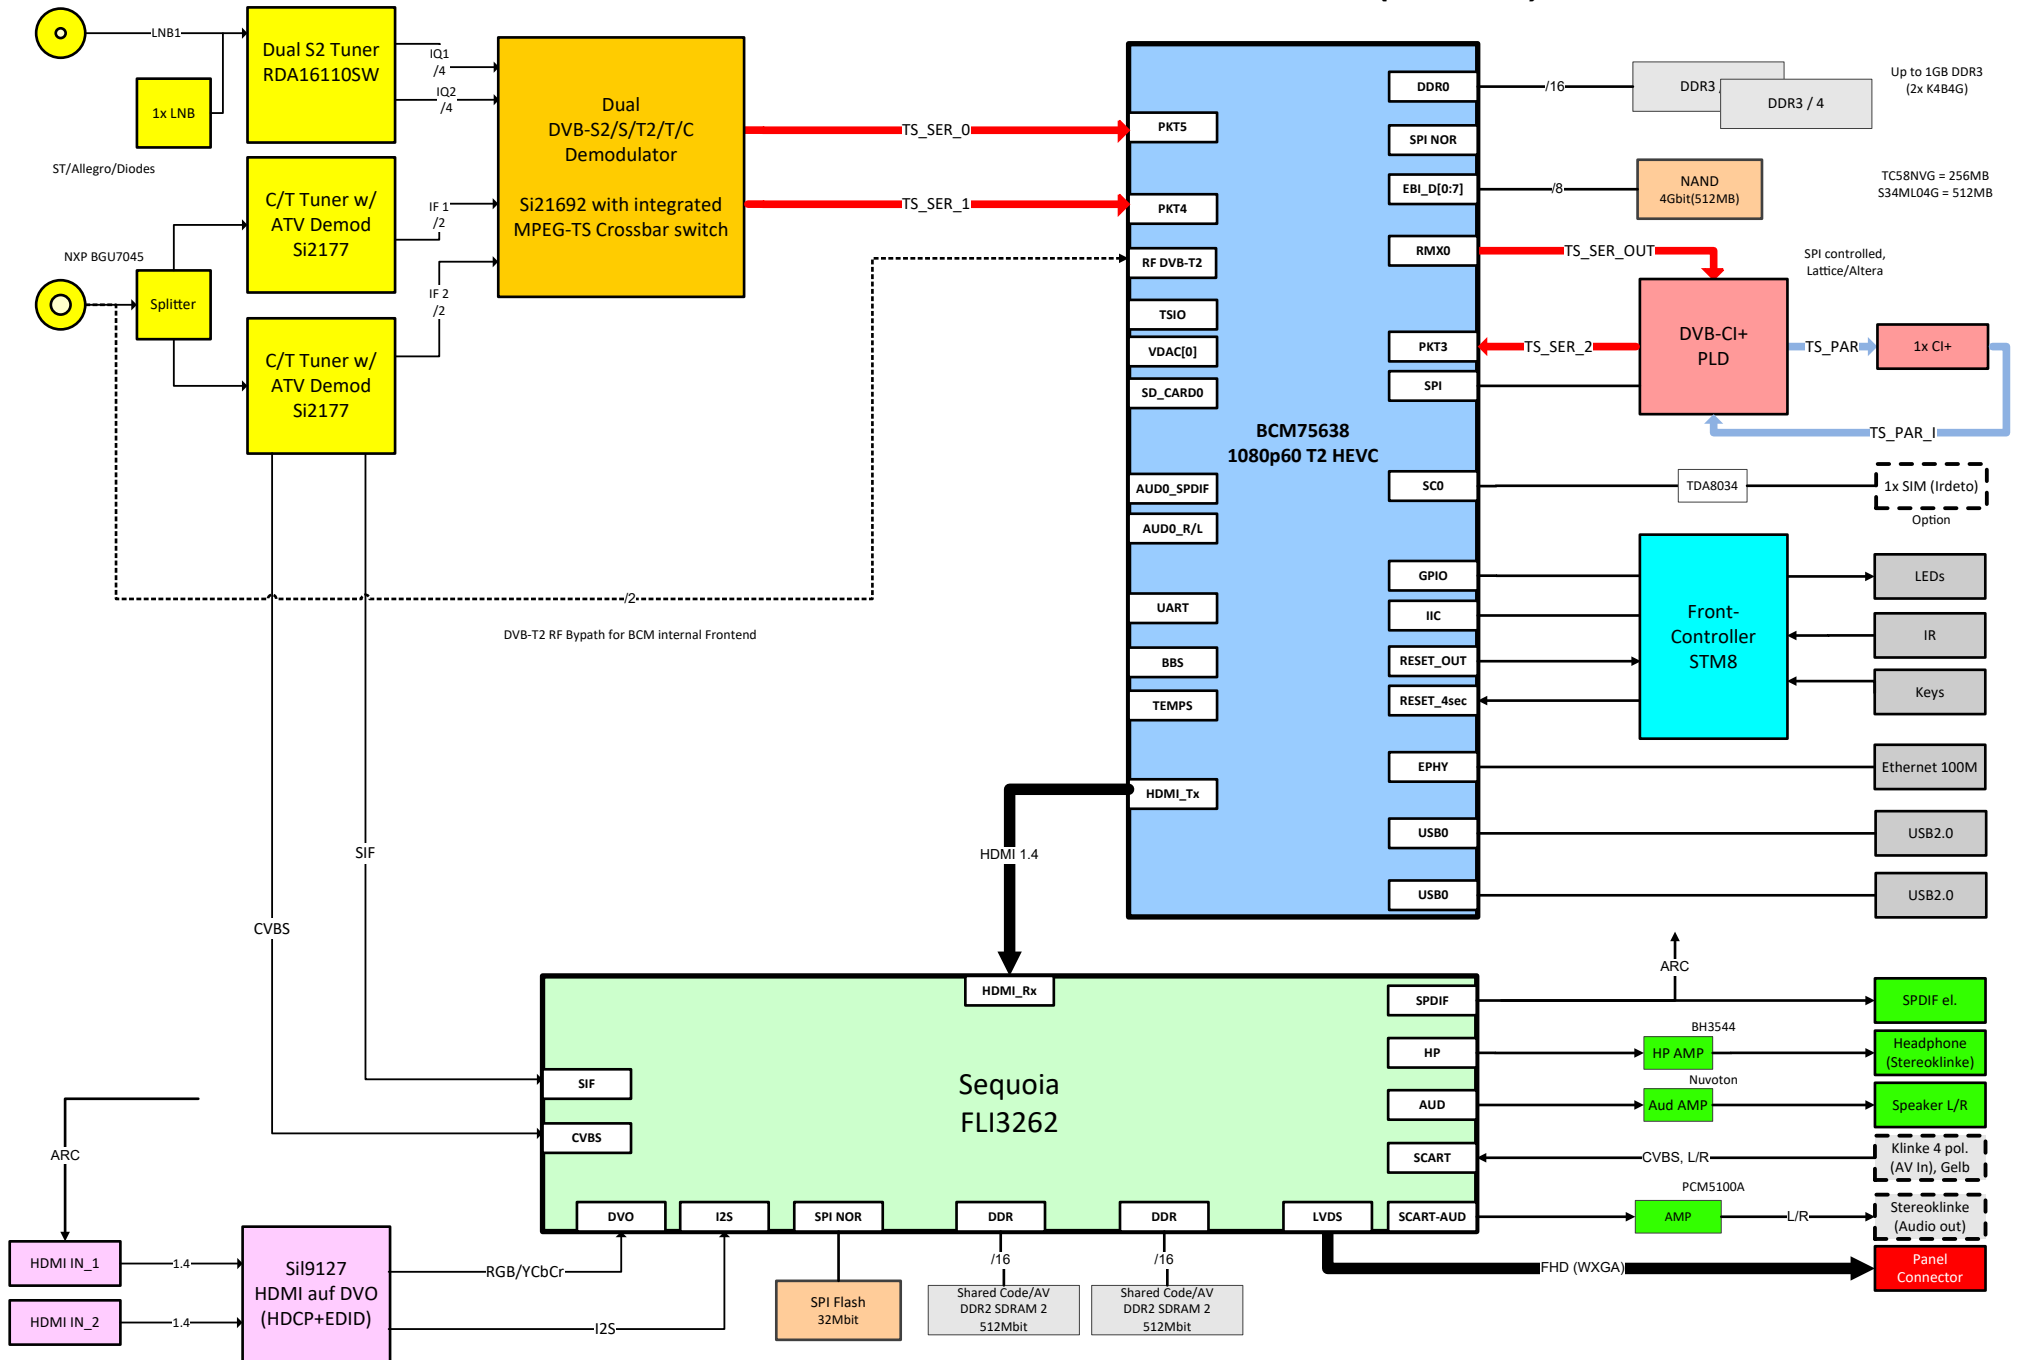 LNB1
Dual S2 Tuner
RDA16110SW
1x LNB
ST/Allegro/Diodes
IQ1
/4
IQ2
/4
C/T Tuner w/
ATV Demod
Si2177
IF 1
/2
NXP BGU7045
Splitter
IF 2
/2
C/T Tuner w/
ATV Demod
Si2177
Dual
DVB-S2/S/T2/T/C
Demodulator
Si21692 with integrated
MPEG-TS Crossbar switch
TS_SER_0
TS_SER_1
/2
DVB-T2 RF Bypath for BCM internal Frontend
SIF
CVBS
HDMI 1.4
PKT5
PKT4
RF DVB-T2
TSIO
VDAC[0]
SD_CARD0
AUD0_SPDIF
AUD0_R/L
UART
BBS
TEMPS
HDMI_Tx
BCM75638
1080p60 T2 HEVC
DDR0
SPI NOR
EBI_D[0:7]
RMX0
PKT3
SPI
SC0
GPIO
IIC
RESET_OUT
RESET_4sec
EPHY
USB0
USB0
/16
DDR3 /
DDR3 / 4
Up to 1GB DDR3
(2x K4B4G)
/8
NAND
4Gbit(512MB)
TC58NVG = 256MB
S34ML04G = 512MB
TS_SER_OUT
SPI controlled,
Lattice/Altera
TS_SER_2
DVB-CI+
PLD
TS_PAR
1x CI+
TS_PAR_I
TDA8034
1x SIM (Irdeto)
Option
Front-
Controller
STM8
LEDs
IR
Keys
Ethernet 100M
USB2.0
USB2.0
ARC
HDMI_Rx
SIF
CVBS
Sequoia
FLI3262
SPDIF
HP
AUD
SCART
SCART-AUD
DVO
I2S
SPI NOR
DDR
DDR
LVDS
SPDIF el.
BH3544
HP AMP
Headphone
(Stereoklinke)
Nuvoton
Aud AMP
Speaker L/R
CVBS, L/R
Klinke 4 pol.
(AV In), Gelb
PCM5100A
AMP
L/R
Stereoklinke
(Audio out)
FHD (WXGA)
Panel
Connector
ARC
HDMI IN_1
1.4
HDMI IN_2
1.4
Sil9127
HDMI auf DVO
(HDCP+EDID)
RGB/YCbCr
I2S
SPI Flash
32Mbit
/16
Shared Code/AV
DDR2 SDRAM 2
512Mbit
/16
Shared Code/AV
DDR2 SDRAM 2
512Mbit